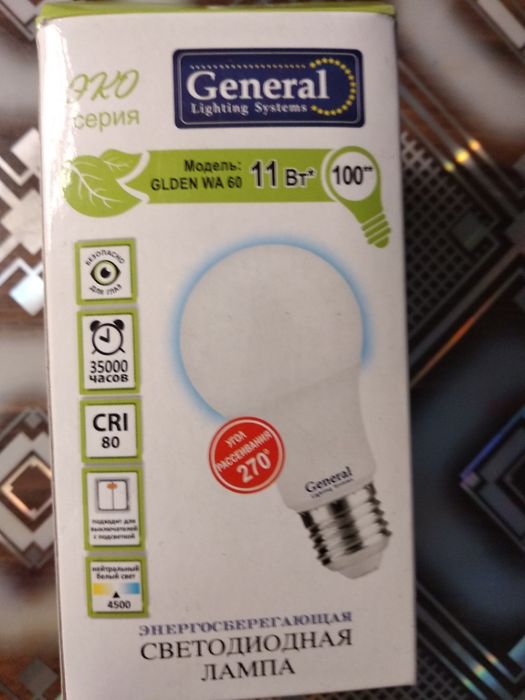 ЭКО
серия
General
Lighting Systems
Модель:
GLDEN WA 60
11 Вт*
100**
БЕЗОПАСНО
ДЛЯ ГЛАЗ
35000
часов
CRI
80
подходит для
выключателей
с подсветкой
нейтральный
белый свет
4500
УГОЛ
РАССЕИВАНИЯ
270°
General
Lighting Systems
ЭНЕРГОСБЕРЕГАЮЩАЯ
СВЕТОДИОДНАЯ
ЛАМПА